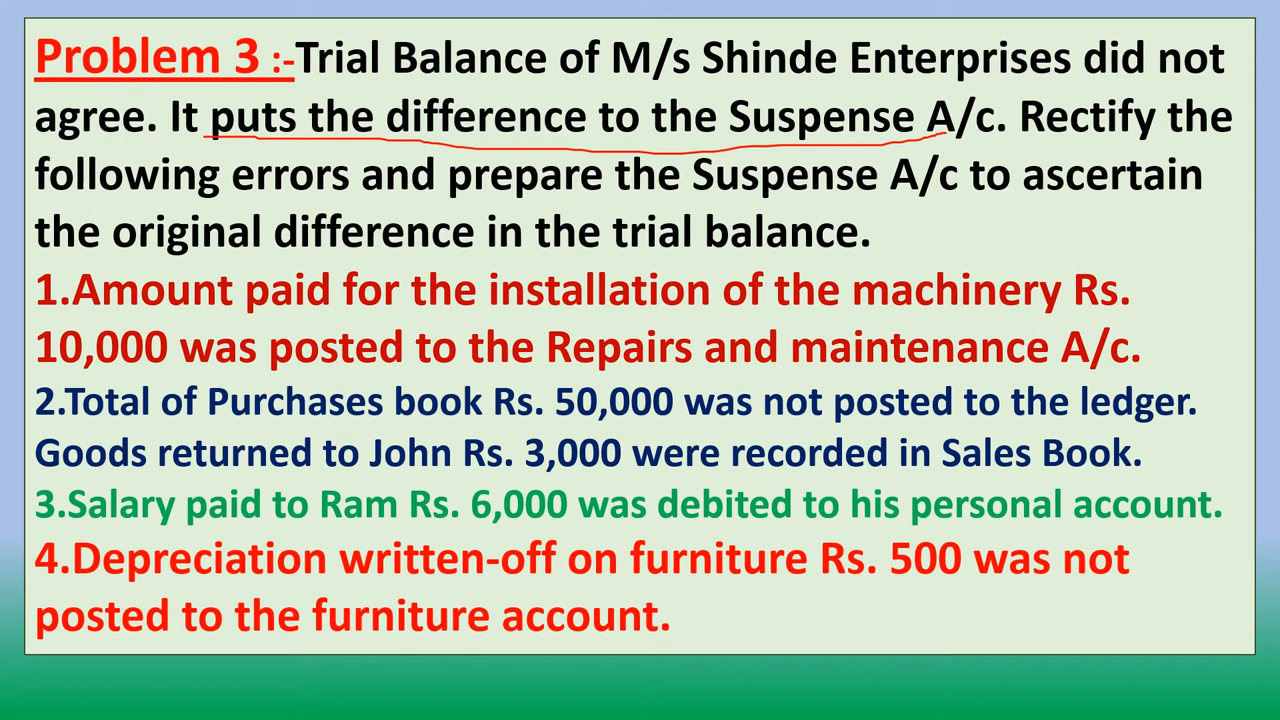 Problem 3 :-Trial Balance of M/s Shinde Enterprises did not
agree. It puts the difference to the Suspense A/c. Rectify the
following errors and prepare the Suspense A/c to ascertain
the original difference in the trial balance.
1.Amount paid for the installation of the machinery Rs.
10,000 was posted to the Repairs and maintenance A/c.
2.Total of Purchases book Rs. 50,000 was not posted to the ledger.
Goods returned to John Rs. 3,000 were recorded in Sales Book.
3.Salary paid to Ram Rs. 6,000 was debited to his personal account.
4.Depreciation written-off on furniture Rs. 500 was not
posted to the furniture account.